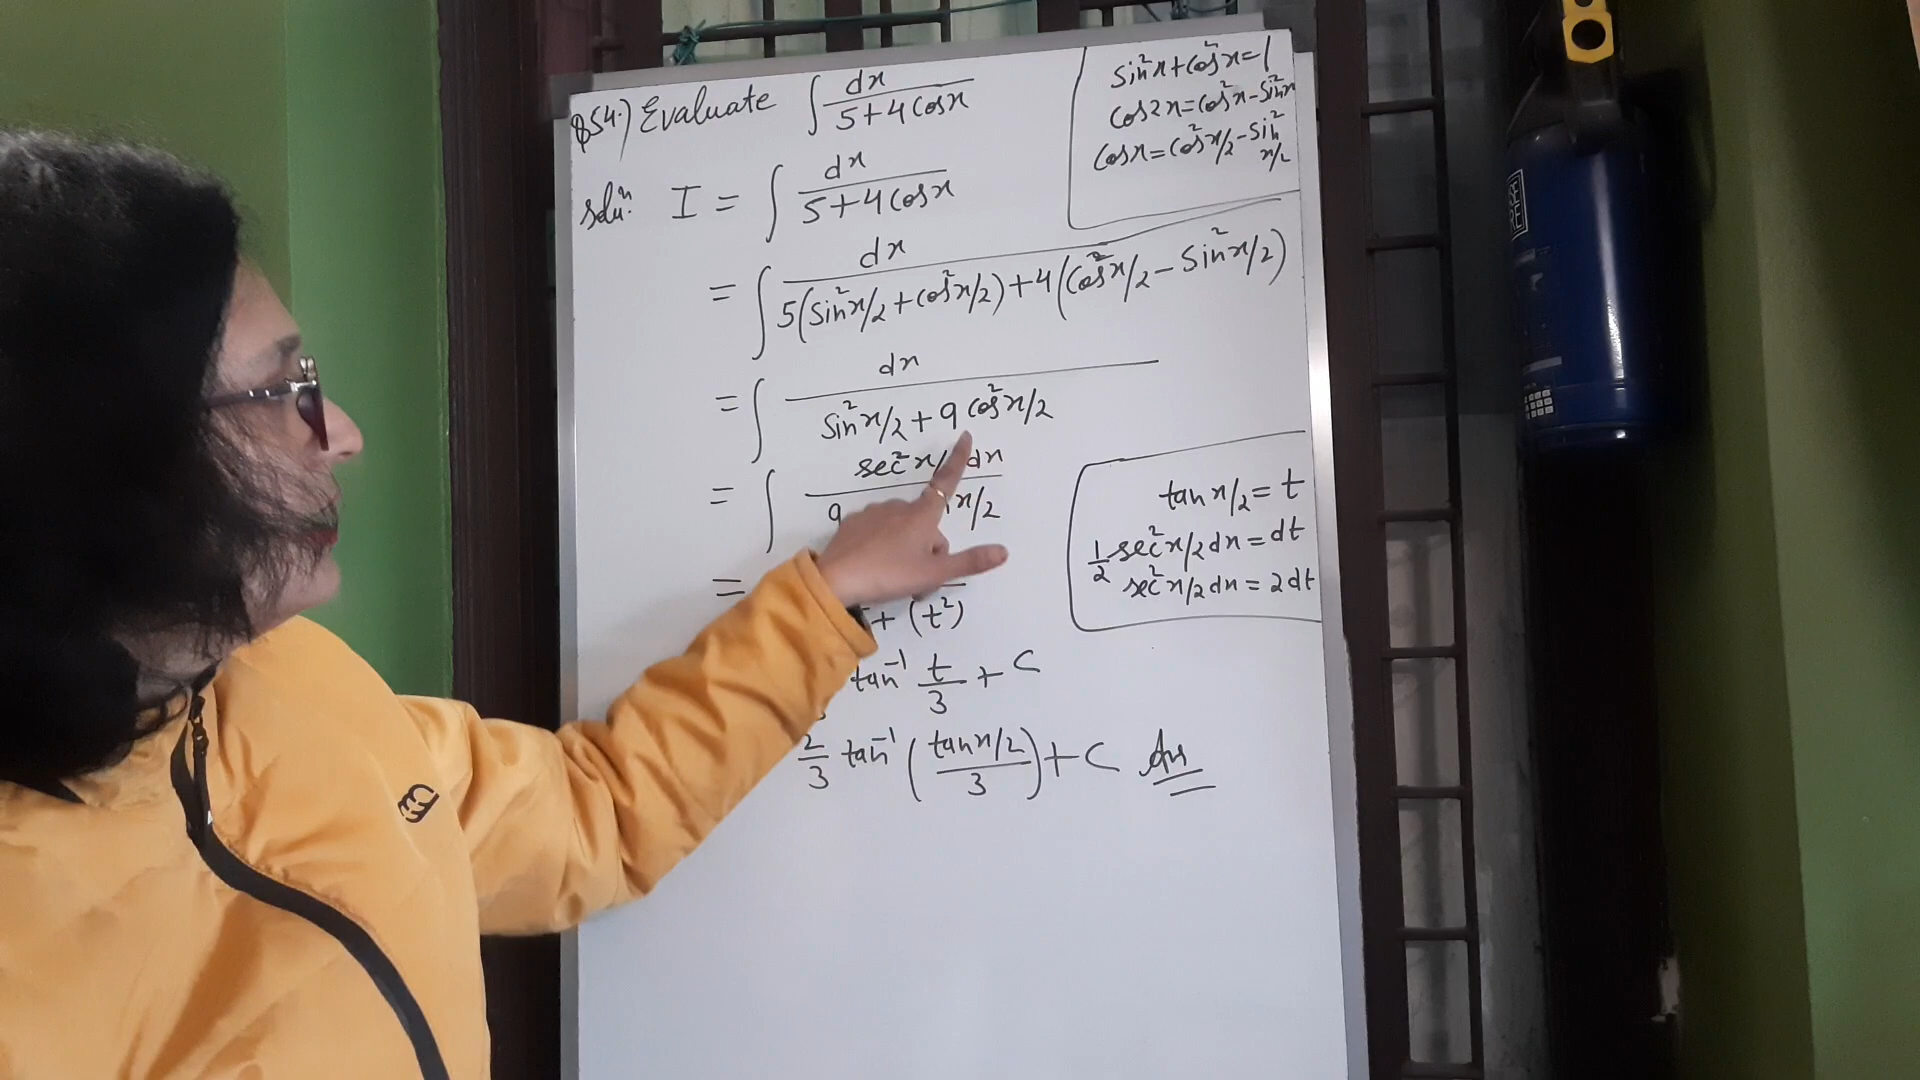 Q54.) Evaluate ∫ dx / 5+4cosx
sin²x+cos²x=1
cos2x=cos²x-sin²x
cosx=cos²x/2-sin²x/2
soluⁿ: I = ∫ dx / 5+4cosx
= ∫ dx / 5(sin²x/2+cos²x/2)+4(cos²x/2-sin²x/2)
= ∫ dx / sin²x/2+9cos²x/2
= ∫ sec²x/ dx / 9 x/2
tan x/2 = t
1/2 sec²x/2 dx = dt
sec²x/2 dx = 2dt
= + (t²)
tan⁻¹ t/3 + C
2/3 tan⁻¹ (tanx/2 / 3) + C Ans